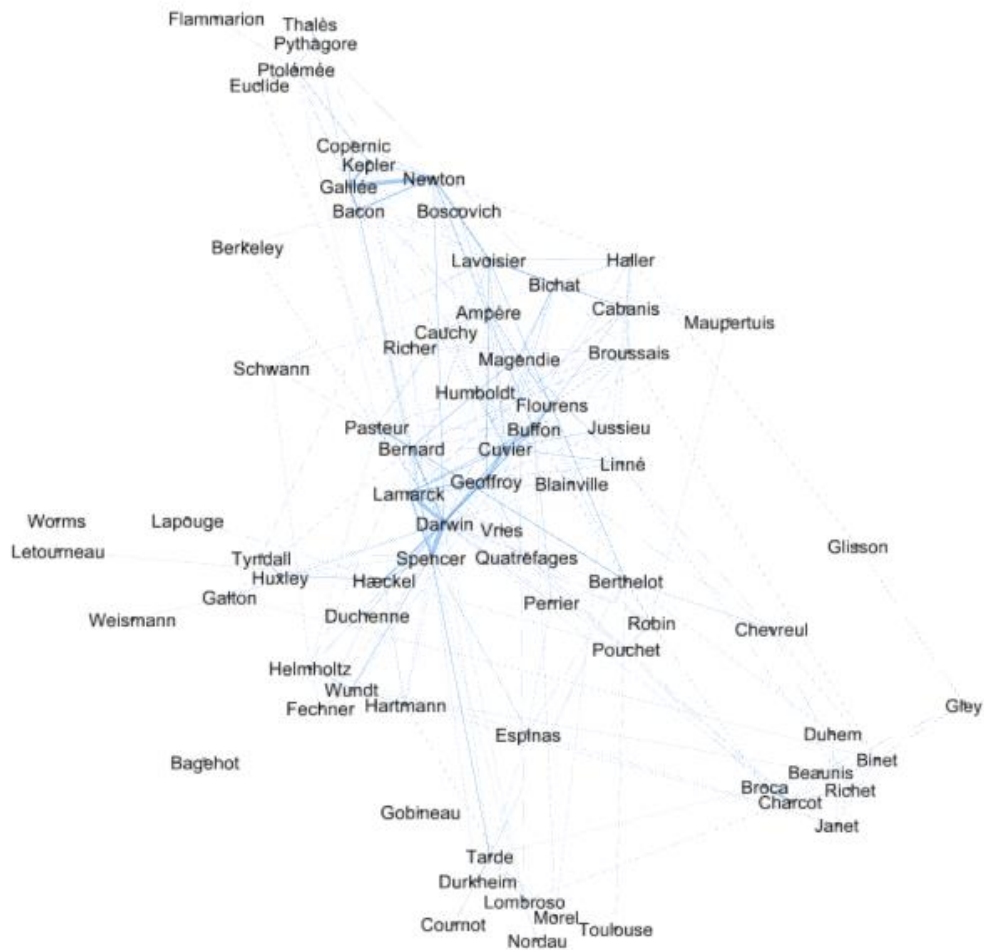 Flammarion
Thalès
Pythagore
Ptolémée
Euclide
Copernic
Kepler
Newton
Galilée
Bacon
Boscovich
Berkeley
Lavoisier
Haller
Bichat
Cabanis
Ampère
Maupertuis
Cauchy
Richer
Broussais
Magendie
Schwann
Humboldt
Flourens
Pasteur
Buffon
Jussieu
Bernard
Cuvier
Linné
Geoffroy
Blainville
Lamarck
Worms
Lapouge
Darwin
Vries
Glisson
Letourneau
Tyndall
Spencer
Quatrefages
Huxley
Hæckel
Berthelot
Galton
Perrier
Weismann
Duchenne
Robin
Chevreul
Pouchet
Helmholtz
Wundt
Fechner
Hartmann
Gley
Espinas
Duhem
Bagehot
Binet
Beaunis
Broca
Richet
Charcot
Gobineau
Janet
Tarde
Durkheim
Lombroso
Cournot
Morel
Toulouse
Nordau